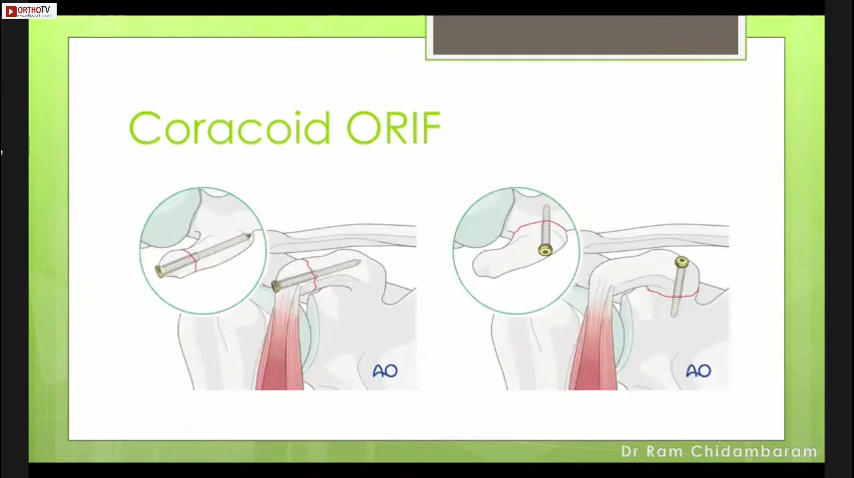 ORTHOTV
Coracoid ORIF
AO
AO
Dr Ram Chidambaram